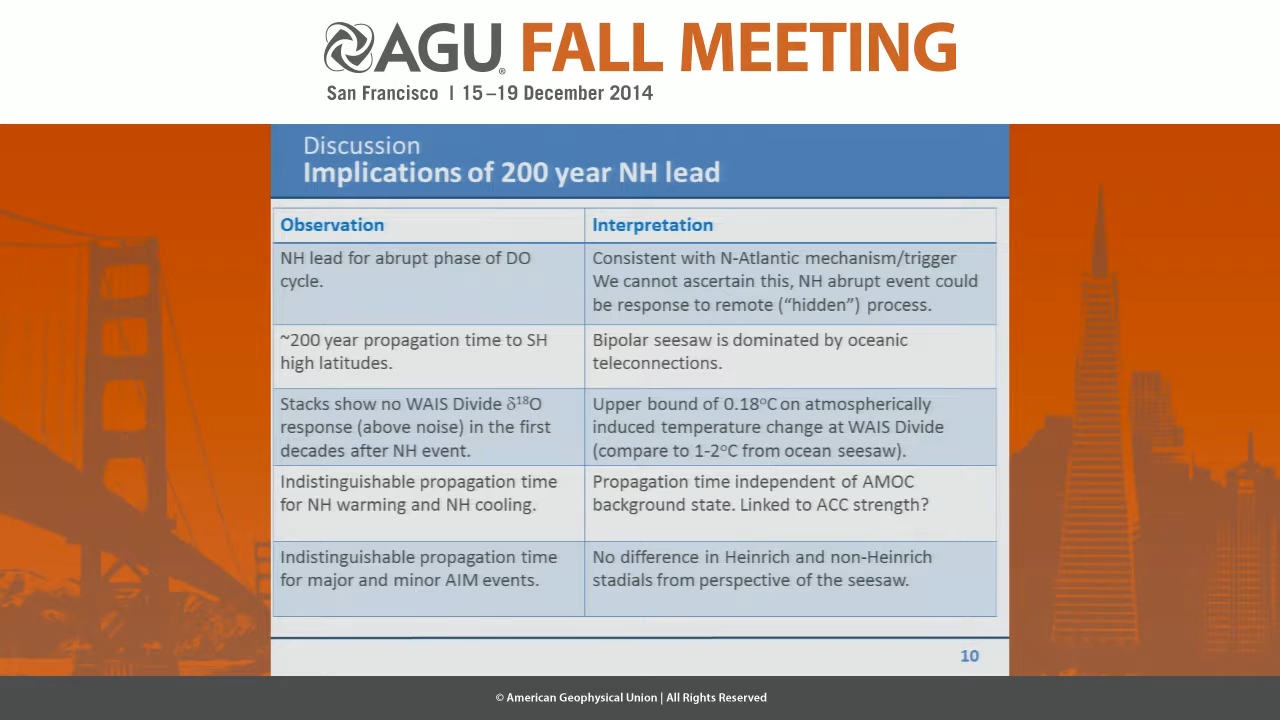 AGU® FALL MEETING
San Francisco | 15–19 December 2014
Discussion
Implications of 200 year NH lead
Observation
Interpretation
NH lead for abrupt phase of DO
cycle.
Consistent with N-Atlantic mechanism/trigger
We cannot ascertain this, NH abrupt event could
be response to remote (“hidden”) process.
~200 year propagation time to SH
high latitudes.
Bipolar seesaw is dominated by oceanic
teleconnections.
Stacks show no WAIS Divide δ¹⁸O
response (above noise) in the first
decades after NH event.
Upper bound of 0.18°C on atmospherically
induced temperature change at WAIS Divide
(compare to 1-2°C from ocean seesaw).
Indistinguishable propagation time
for NH warming and NH cooling.
Propagation time independent of AMOC
background state. Linked to ACC strength?
Indistinguishable propagation time
for major and minor AIM events.
No difference in Heinrich and non-Heinrich
stadials from perspective of the seesaw.
10
© American Geophysical Union | All Rights Reserved